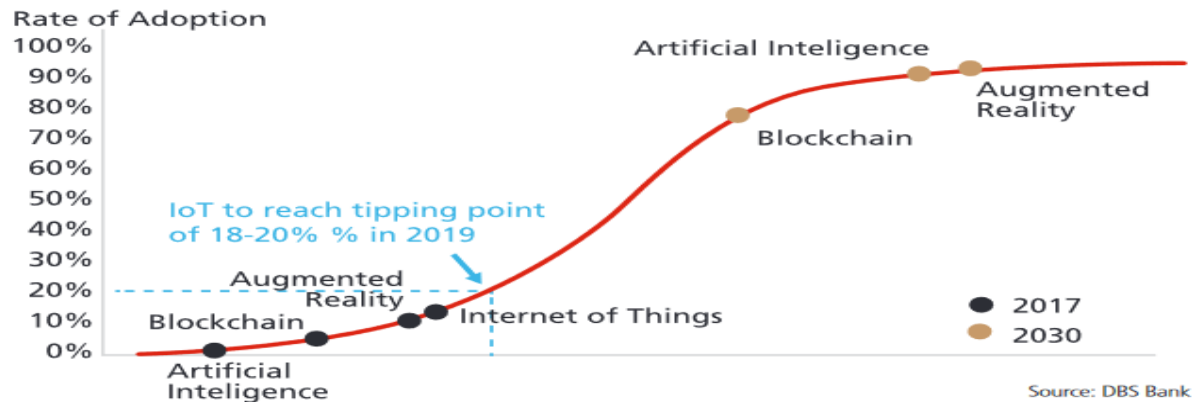 Rate of Adoption
100%
90%
80%
70%
60%
50%
40%
30%
20%
10%
0%
Artificial Inteligence
Augmented
Reality
Blockchain
IoT to reach tipping point
of 18-20% % in 2019
Augmented
Reality
Internet of Things
Blockchain
Artificial
Inteligence
2017
2030
Source: DBS Bank